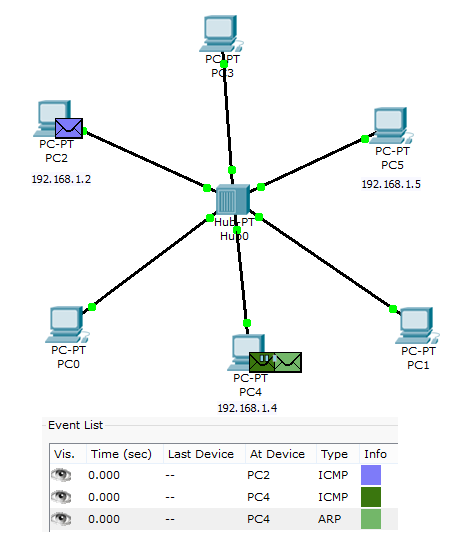 PC-PT
PC3
PC-PT
PC2
192.168.1.2
PC-PT
PC5
192.168.1.5
Hub-PT
Hub0
PC-PT
PC0
PC-PT
PC4
192.168.1.4
PC-PT
PC1
Event List
Vis. Time (sec) Last Device At Device Type Info
0.000 -- PC2 ICMP
0.000 -- PC4 ICMP
0.000 -- PC4 ARP